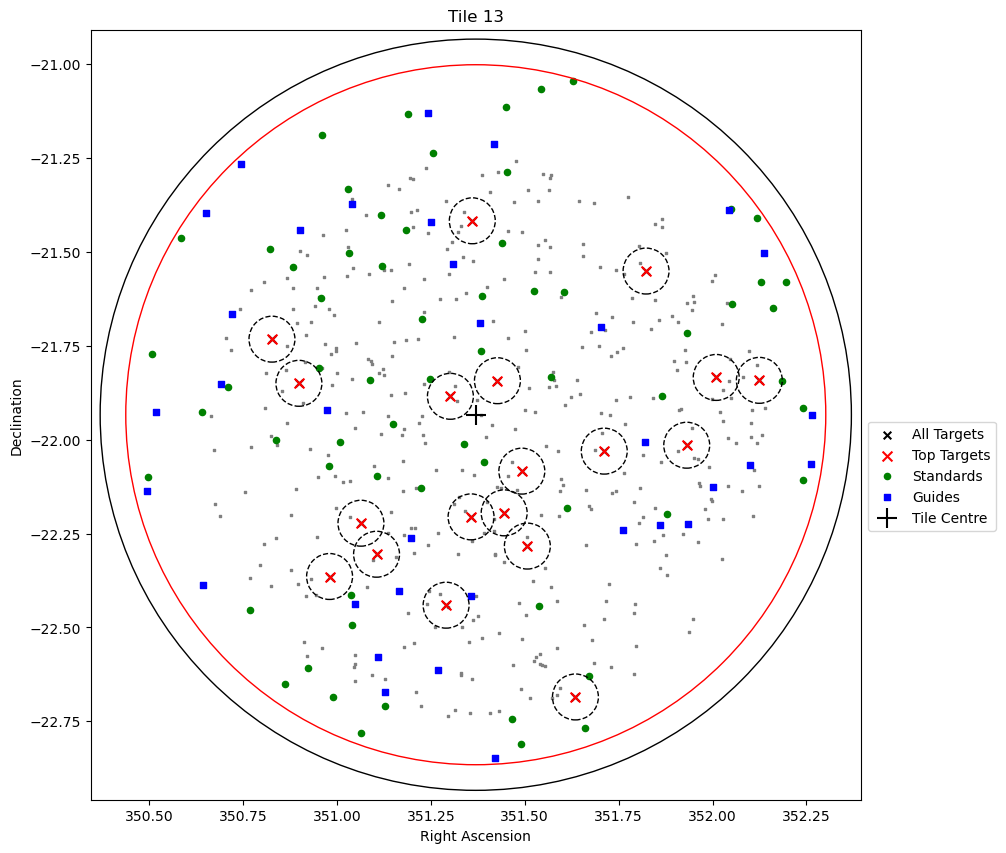 Tile 13
−21.00
−21.25
−21.50
−21.75
−22.00
−22.25
−22.50
−22.75
Declination
350.50 350.75 351.00 351.25 351.50 351.75 352.00 352.25
Right Ascension
All Targets
Top Targets
Standards
Guides
Tile Centre